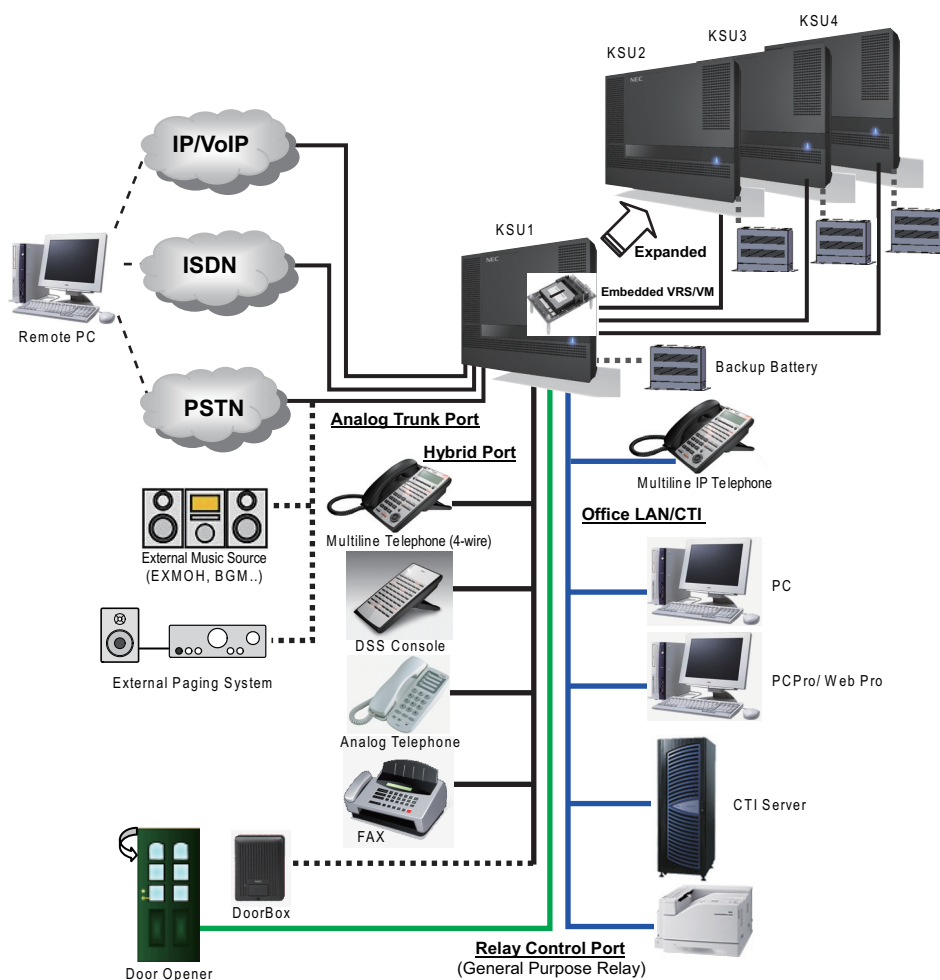 KSU4
KSU3
KSU2
NEC
IP/VoIP
KSU1
NEC
Expanded
ISDN
Embedded VRS/VM
Remote PC
Backup Battery
PSTN
Analog Trunk Port
Hybrid Port
Multiline IP Telephone
Office LAN/CTI
Multiline Telephone (4-wire)
External Music Source
(EXMOH, BGM..)
PC
DSS Console
External Paging System
PCPro/ Web Pro
Analog Telephone
CTI Server
FAX
DoorBox
Relay Control Port
(General Purpose Relay)
Door Opener